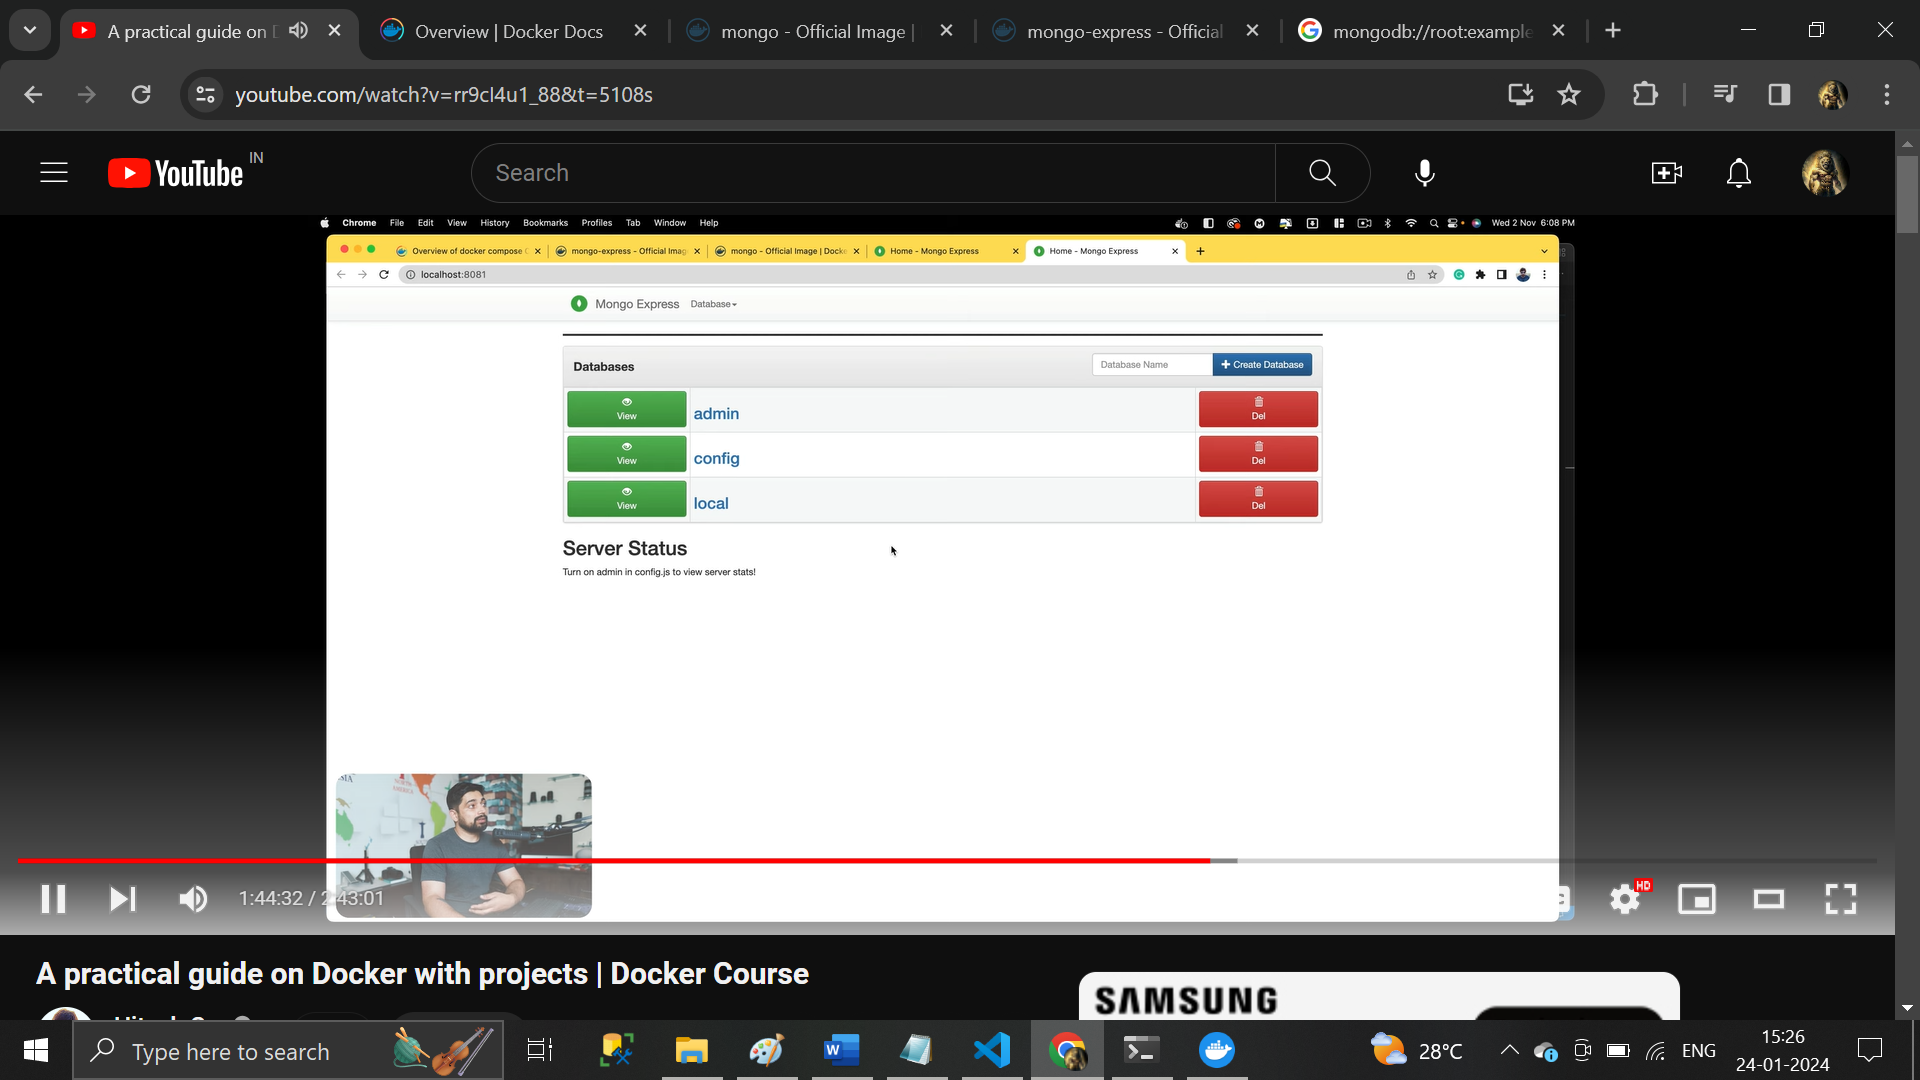 A practical guide on D
Overview | Docker Docs
mongo - Official Image |
mongo-express - Official
mongodb://root:example
youtube.com/watch?v=rr9cl4u1_88&t=5108s
YouTube IN
Search
Chrome File Edit View History Bookmarks Profiles Tab Window Help
Wed 2 Nov 6:08 PM
Overview of docker compose
mongo-express - Official Imag
mongo - Official Image | Docke
Home - Mongo Express
Home - Mongo Express
localhost:8081
Mongo Express Database
Databases
Database Name
Create Database
View admin Del
View config Del
View local Del
Server Status
Turn on admin in config.js to view server stats!
1:44:32 / 2:43:01
HD
A practical guide on Docker with projects | Docker Course
SAMSUNG
Type here to search
28°C
ENG
15:26
24-01-2024